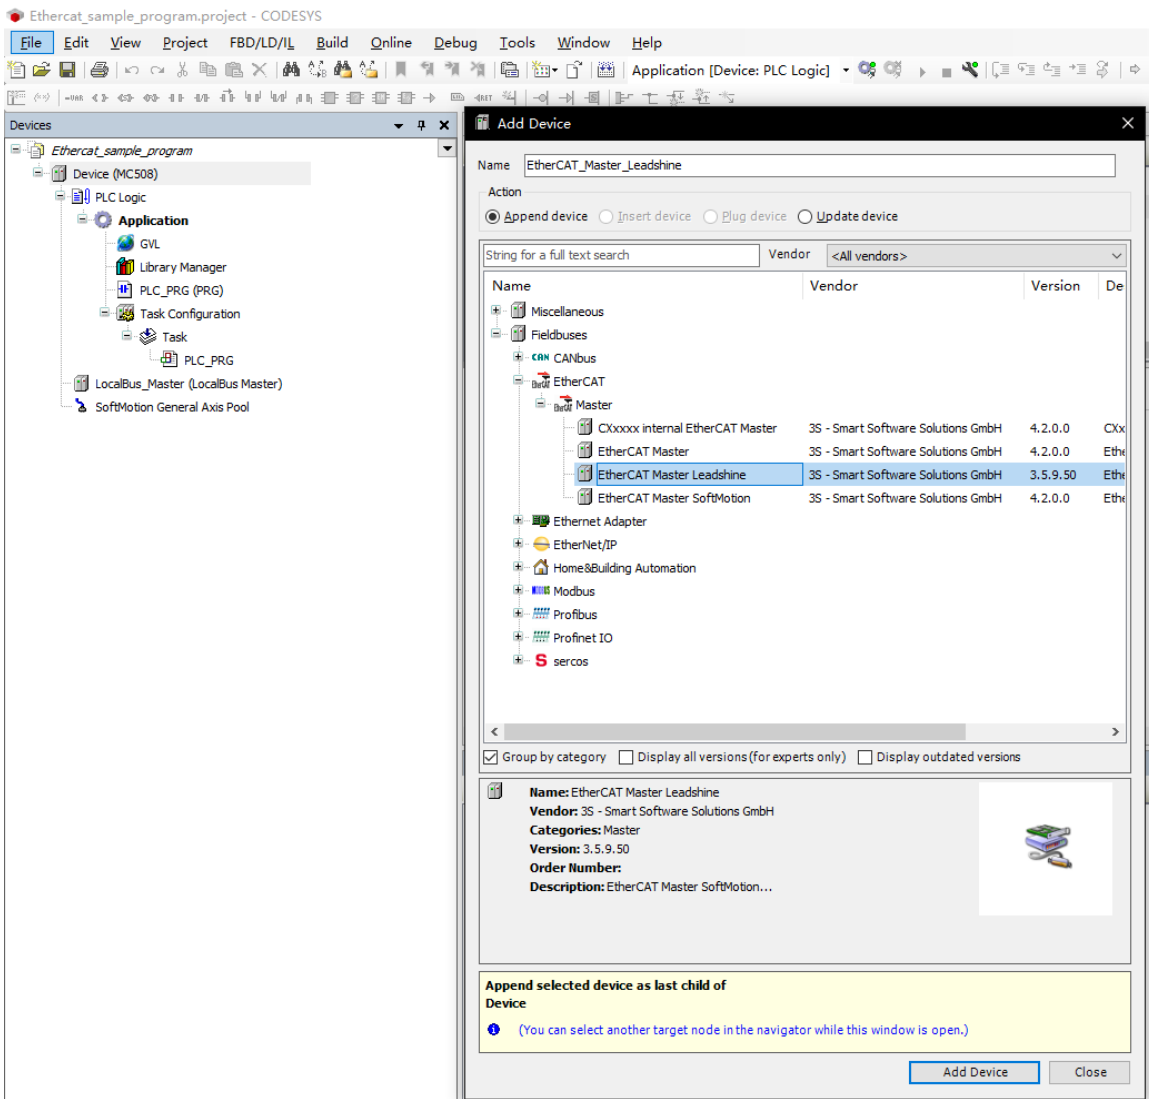 Ethercat_sample_program.project - CODESYS
File Edit View Project FBD/LD/IL Build Online Debug Tools Window Help
Application [Device: PLC Logic]
Devices
Ethercat_sample_program
Device (MC508)
PLC Logic
Application
GVL
Library Manager
PLC_PRG (PRG)
Task Configuration
Task
PLC_PRG
LocalBus_Master (LocalBus Master)
SoftMotion General Axis Pool
Add Device
Name EtherCAT_Master_Leadshine
Action
Append device Insert device Plug device Update device
String for a full text search Vendor <All vendors>
Name Vendor Version De
Miscellaneous
Fieldbuses
CAN CANbus
EtherCAT
Master
CXxxxx internal EtherCAT Master 3S - Smart Software Solutions GmbH 4.2.0.0 CXx
EtherCAT Master 3S - Smart Software Solutions GmbH 4.2.0.0 Ethe
EtherCAT Master Leadshine 3S - Smart Software Solutions GmbH 3.5.9.50 Ethe
EtherCAT Master SoftMotion 3S - Smart Software Solutions GmbH 4.2.0.0 Ethe
Ethernet Adapter
EtherNet/IP
Home&Building Automation
Modbus
Profibus
Profinet IO
S sercos
Group by category Display all versions (for experts only) Display outdated versions
Name: EtherCAT Master Leadshine
Vendor: 3S - Smart Software Solutions GmbH
Categories: Master
Version: 3.5.9.50
Order Number:
Description: EtherCAT Master SoftMotion...
Append selected device as last child of
Device
(You can select another target node in the navigator while this window is open.)
Add Device Close